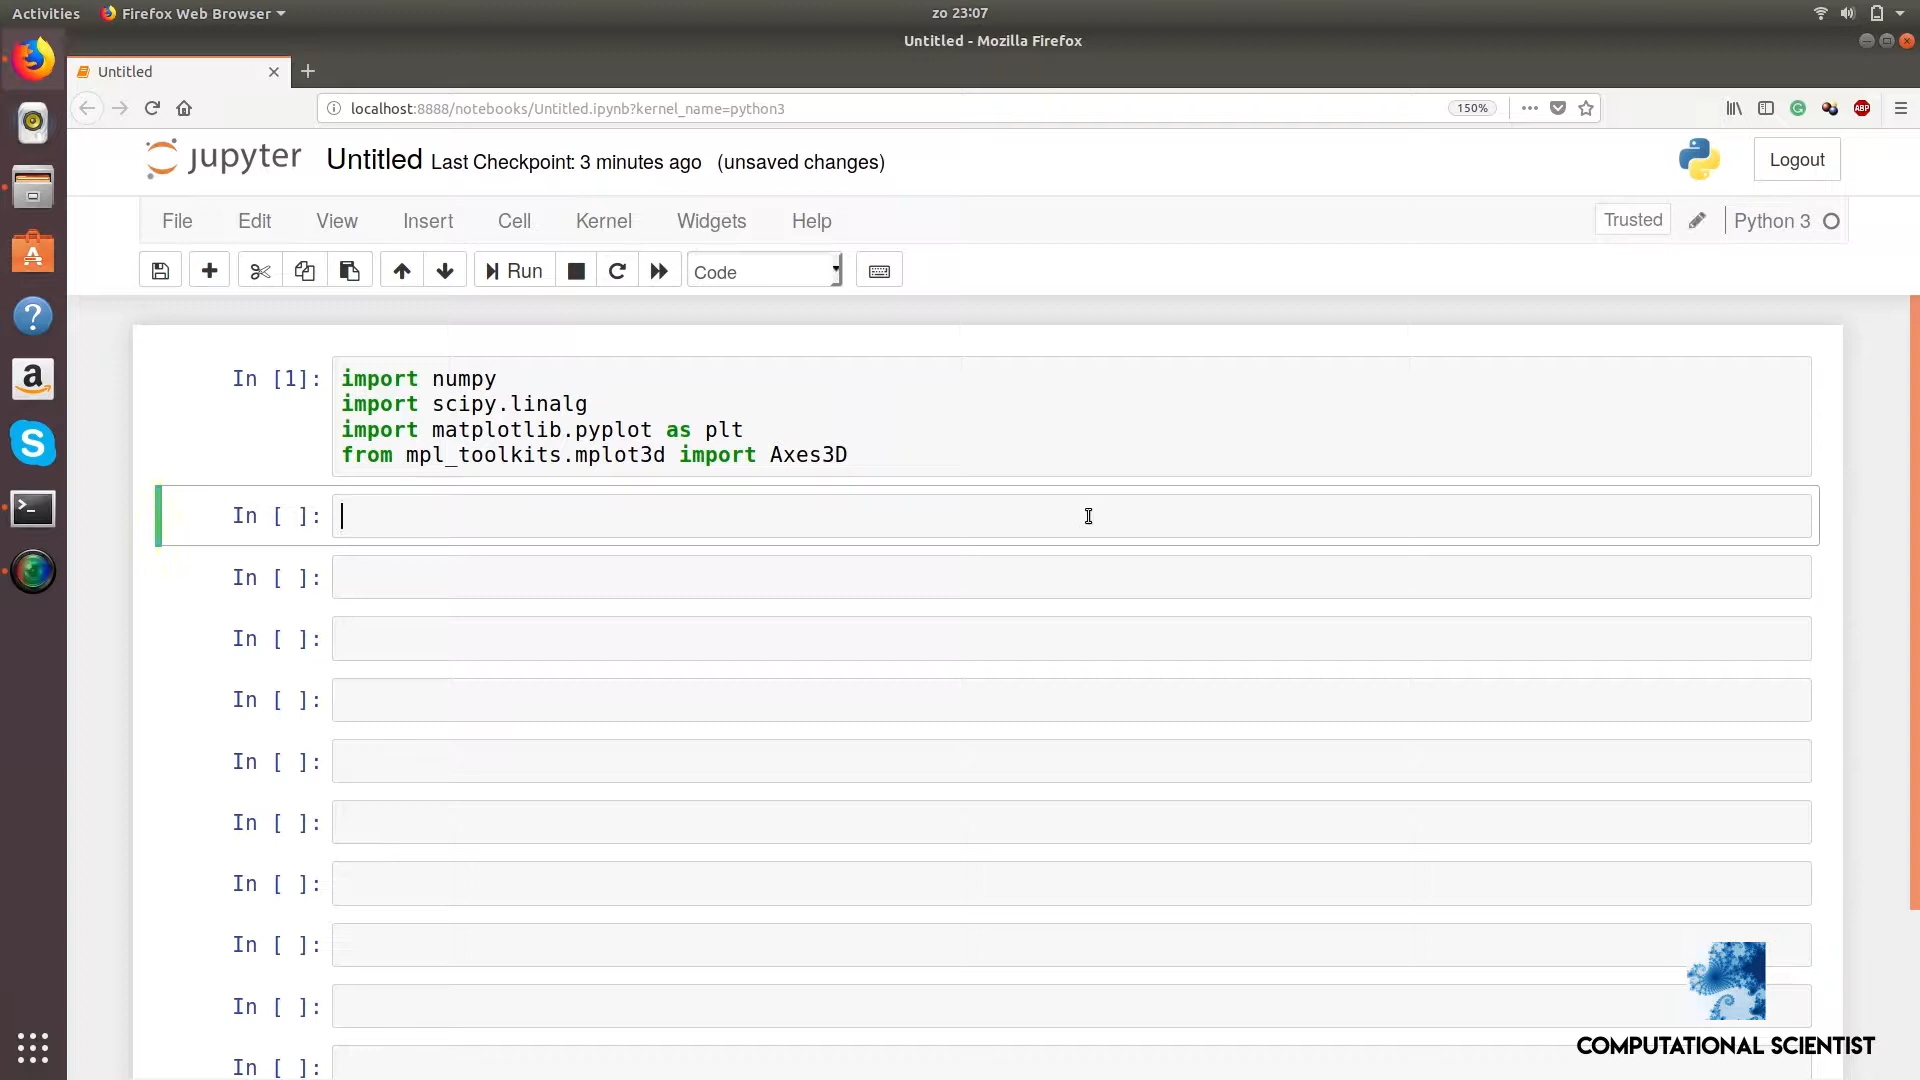 Activities Firefox Web Browser zo 23:07
Untitled - Mozilla Firefox
Untitled
localhost:8888/notebooks/Untitled.ipynb?kernel_name=python3 150% ABP
jupyter Untitled Last Checkpoint: 3 minutes ago (unsaved changes) Logout
File Edit View Insert Cell Kernel Widgets Help Trusted Python 3
Run Code
In [1]: import numpy
import scipy.linalg
import matplotlib.pyplot as plt
from mpl_toolkits.mplot3d import Axes3D
In [ ]:
In [ ]:
In [ ]:
In [ ]:
In [ ]:
In [ ]:
In [ ]:
In [ ]:
In [ ]:
In [ ]:
COMPUTATIONAL SCIENTIST